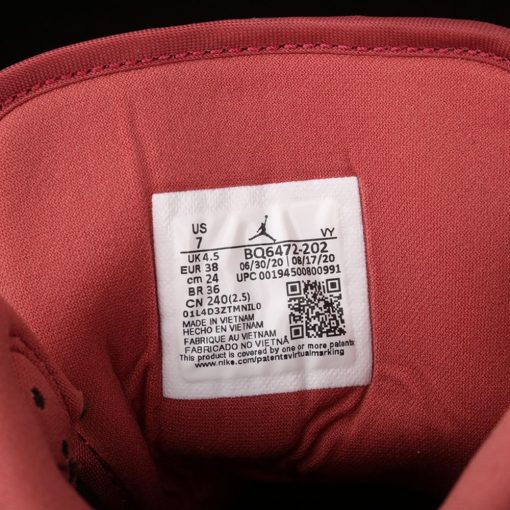 US
7 VY
UK 4.5 BQ6472-202
EUR 38 06/30/20 08/17/20
cm 24 UPC 00194500800991
BR 36
CN 240(2.5)
01L4D3ZTMNIL0
MADE IN VIETNAM
HECHO EN VIETNAM
FABRIQUE AU VIETNAM
FABRICADO NO VIETNA
This product is covered by one or more patents
www.nike.com/patentsvirtualmarking